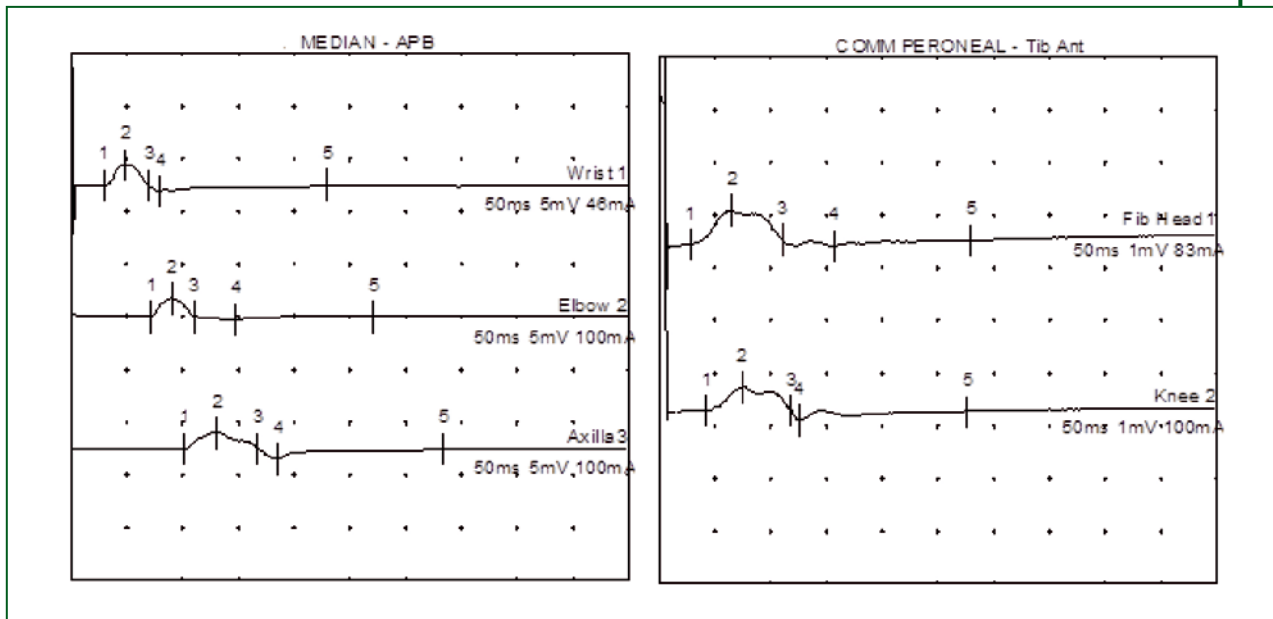 . MEDIAN - APB
1 2 3 4 5
Wrist 1
50ms 5mV 46mA
1 2 3 4 5
Elbow 2
50ms 5mV 100mA
1 2 3 4 5
Axilla 3
50ms 5mV 100mA
COMM PERONEAL - Tib Ant
1 2 3 4 5
Fib Head 1
50ms 1mV 83mA
1 2 3 4 5
Knee 2
50ms 1mV 100mA